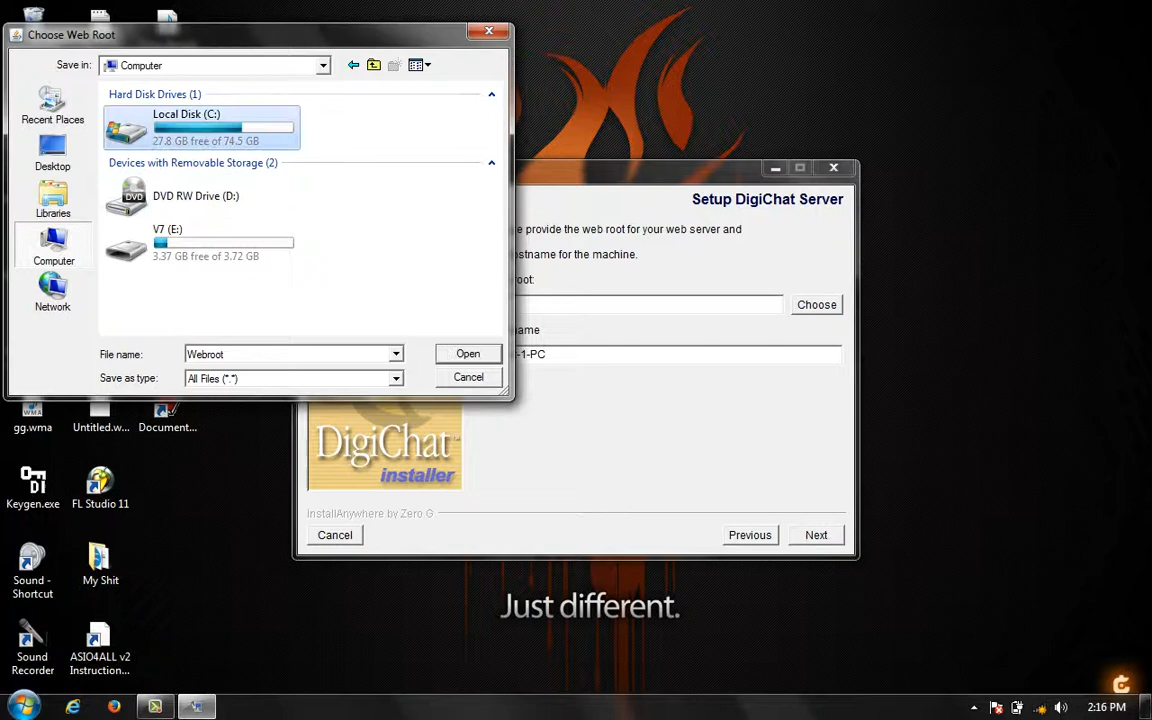 Choose Web Root
Save in:
Computer
Recent Places
Desktop
Libraries
Computer
Network
Hard Disk Drives (1)
Local Disk (C:)
27.8 GB free of 74.5 GB
Devices with Removable Storage (2)
DVD RW Drive (D:)
DVD
V7 (E:)
3.37 GB free of 3.72 GB
File name:
Webroot
Open
Save as type:
All Files (*.*)
Cancel
Setup DigiChat Server
e provide the web root for your web server and
ostname for the machine.
oot:
Choose
ame
-1-PC
DigiChat
installer
InstallAnywhere by Zero G
Cancel
Previous
Next
gg.wma
Untitled.w...
Document...
Keygen.exe
FL Studio 11
Sound -
Shortcut
My Shit
Sound
Recorder
ASIO4ALL v2
Instruction...
Just different.
2:16 PM